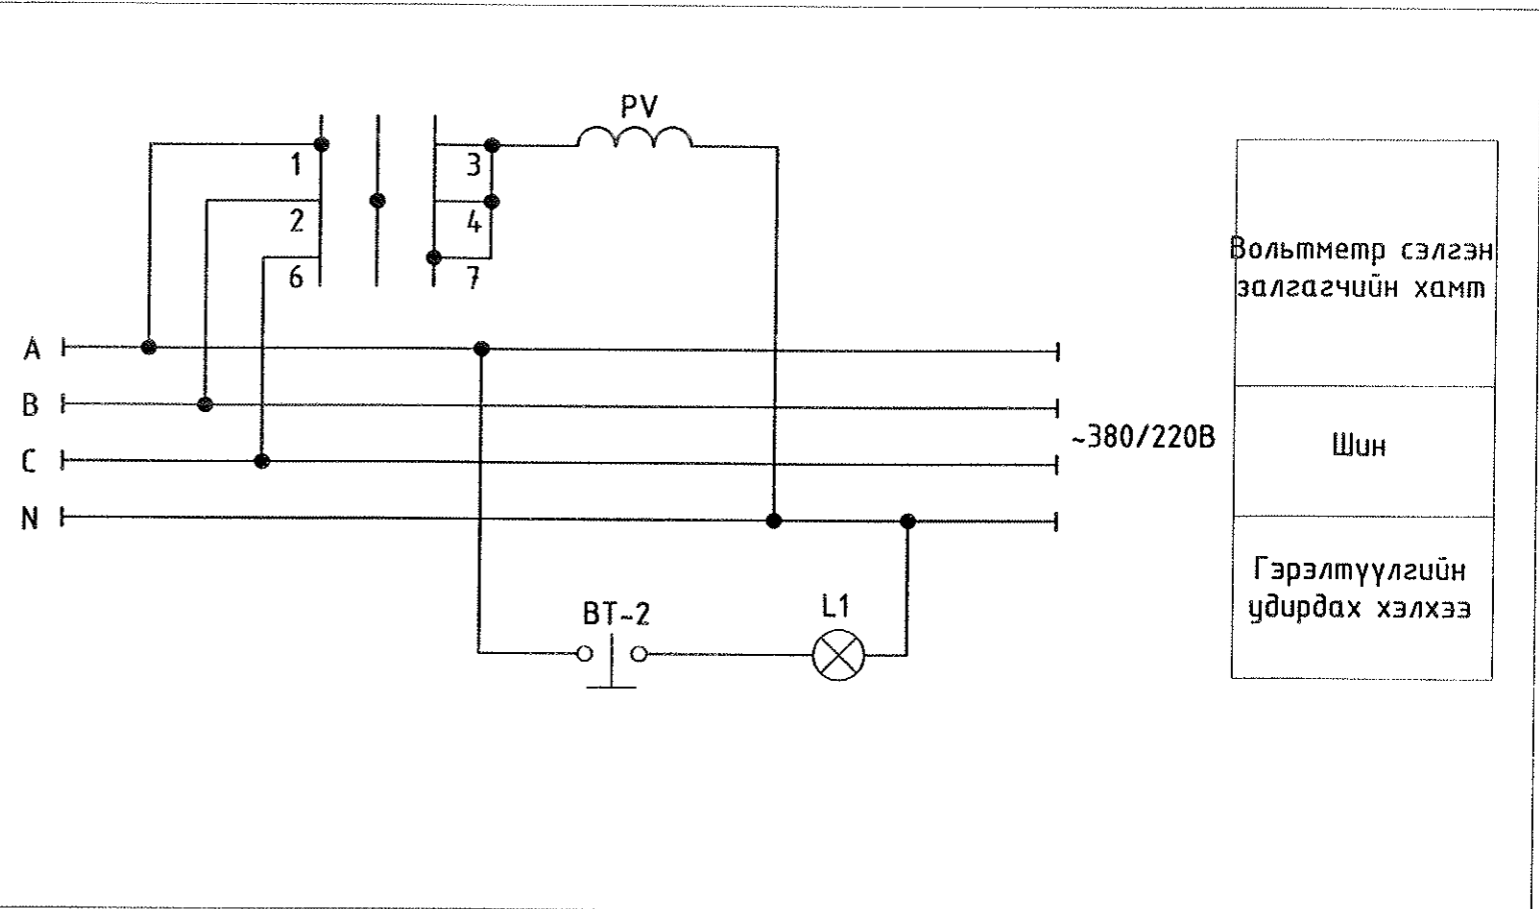 PV
1
3
2
4
6
7
A
B
C
N
~380/220В
BT-2
L1
Вольтметр сэлгэн
залгагчийн хамт
Шин
Гэрэлтүүлгийн
удирдах хэлхээ